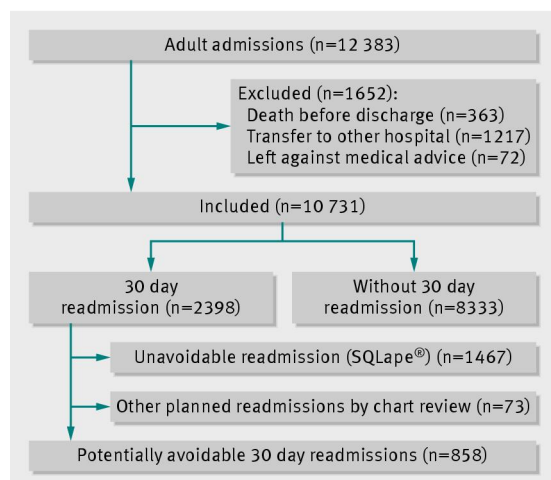 Adult admissions (n=12 383)
Excluded (n=1652):
Death before discharge (n=363)
Transfer to other hospital (n=1217)
Left against medical advice (n=72)
Included (n=10 731)
30 day
readmission (n=2398)
Without 30 day
readmission (n=8333)
Unavoidable readmission (SQLape®) (n=1467)
Other planned readmissions by chart review (n=73)
Potentially avoidable 30 day readmissions (n=858)